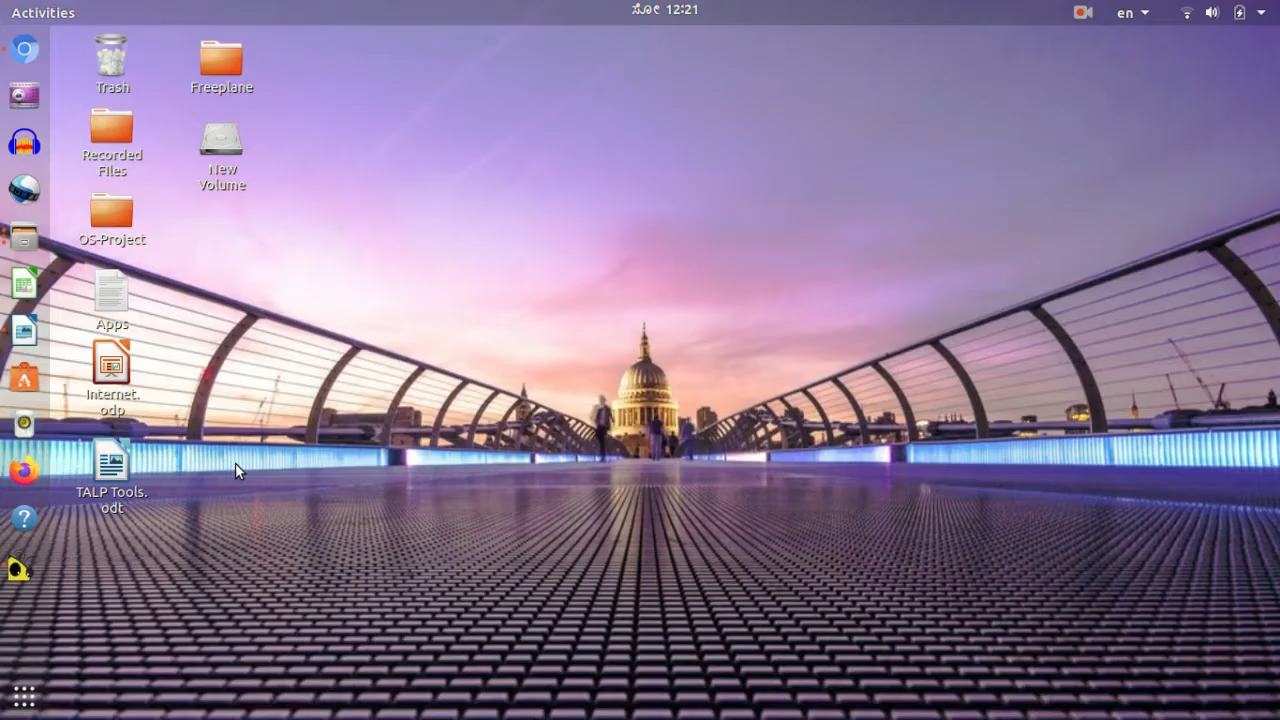 Activities
ಸೋಮ 12:21
en
Trash
Freeplane
Recorded
Files
New
Volume
OS-Project
Apps
Internet.
odp
TALP Tools.
odt